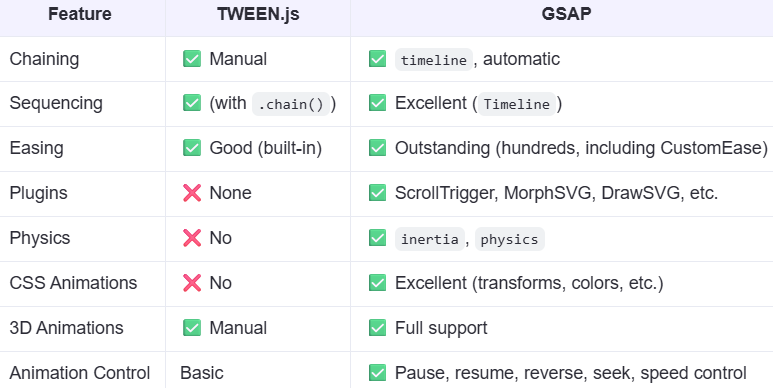 Feature TWEEN.js GSAP
Chaining ✅ Manual ✅ timeline, automatic
Sequencing ✅ (with .chain()) ✅ Excellent (Timeline)
Easing ✅ Good (built-in) ✅ Outstanding (hundreds, including CustomEase)
Plugins ❌ None ✅ ScrollTrigger, MorphSVG, DrawSVG, etc.
Physics ❌ No ✅ inertia, physics
CSS Animations ❌ No ✅ Excellent (transforms, colors, etc.)
3D Animations ✅ Manual ✅ Full support
Animation Control Basic ✅ Pause, resume, reverse, seek, speed control